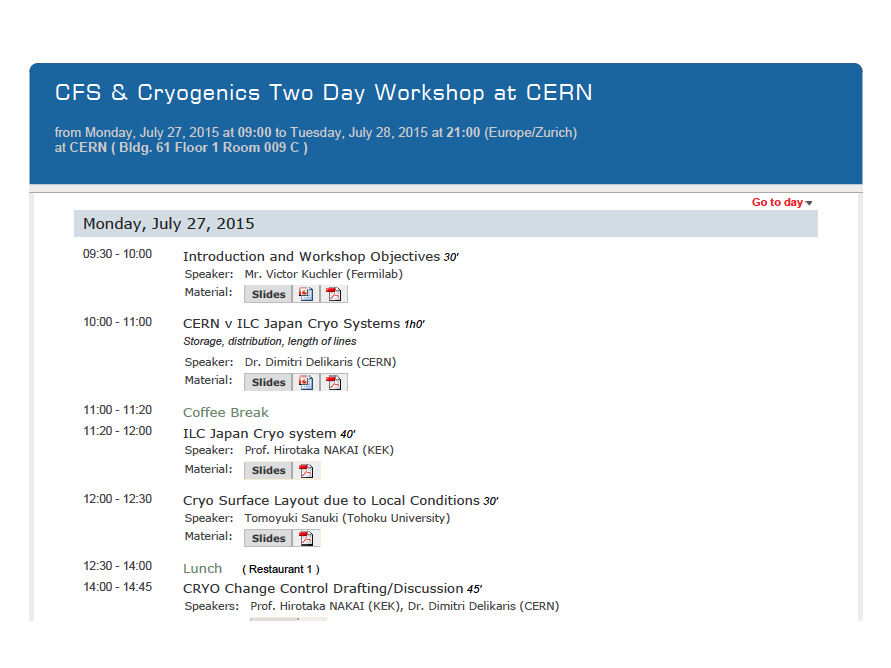 CFS & Cryogenics Two Day Workshop at CERN
from Monday, July 27, 2015 at 09:00 to Tuesday, July 28, 2015 at 21:00 (Europe/Zurich)
at CERN ( Bldg. 61 Floor 1 Room 009 C )
Go to day
Monday, July 27, 2015
09:30 - 10:00 Introduction and Workshop Objectives 30'
Speaker: Mr. Victor Kuchler (Fermilab)
Material: Slides
10:00 - 11:00 CERN v ILC Japan Cryo Systems 1h0'
Storage, distribution, length of lines
Speaker: Dr. Dimitri Delikaris (CERN)
Material: Slides
11:00 - 11:20 Coffee Break
11:20 - 12:00 ILC Japan Cryo system 40'
Speaker: Prof. Hirotaka NAKAI (KEK)
Material: Slides
12:00 - 12:30 Cryo Surface Layout due to Local Conditions 30'
Speaker: Tomoyuki Sanuki (Tohoku University)
Material: Slides
12:30 - 14:00 Lunch ( Restaurant 1 )
14:00 - 14:45 CRYO Change Control Drafting/Discussion 45'
Speakers: Prof. Hirotaka NAKAI (KEK), Dr. Dimitri Delikaris (CERN)